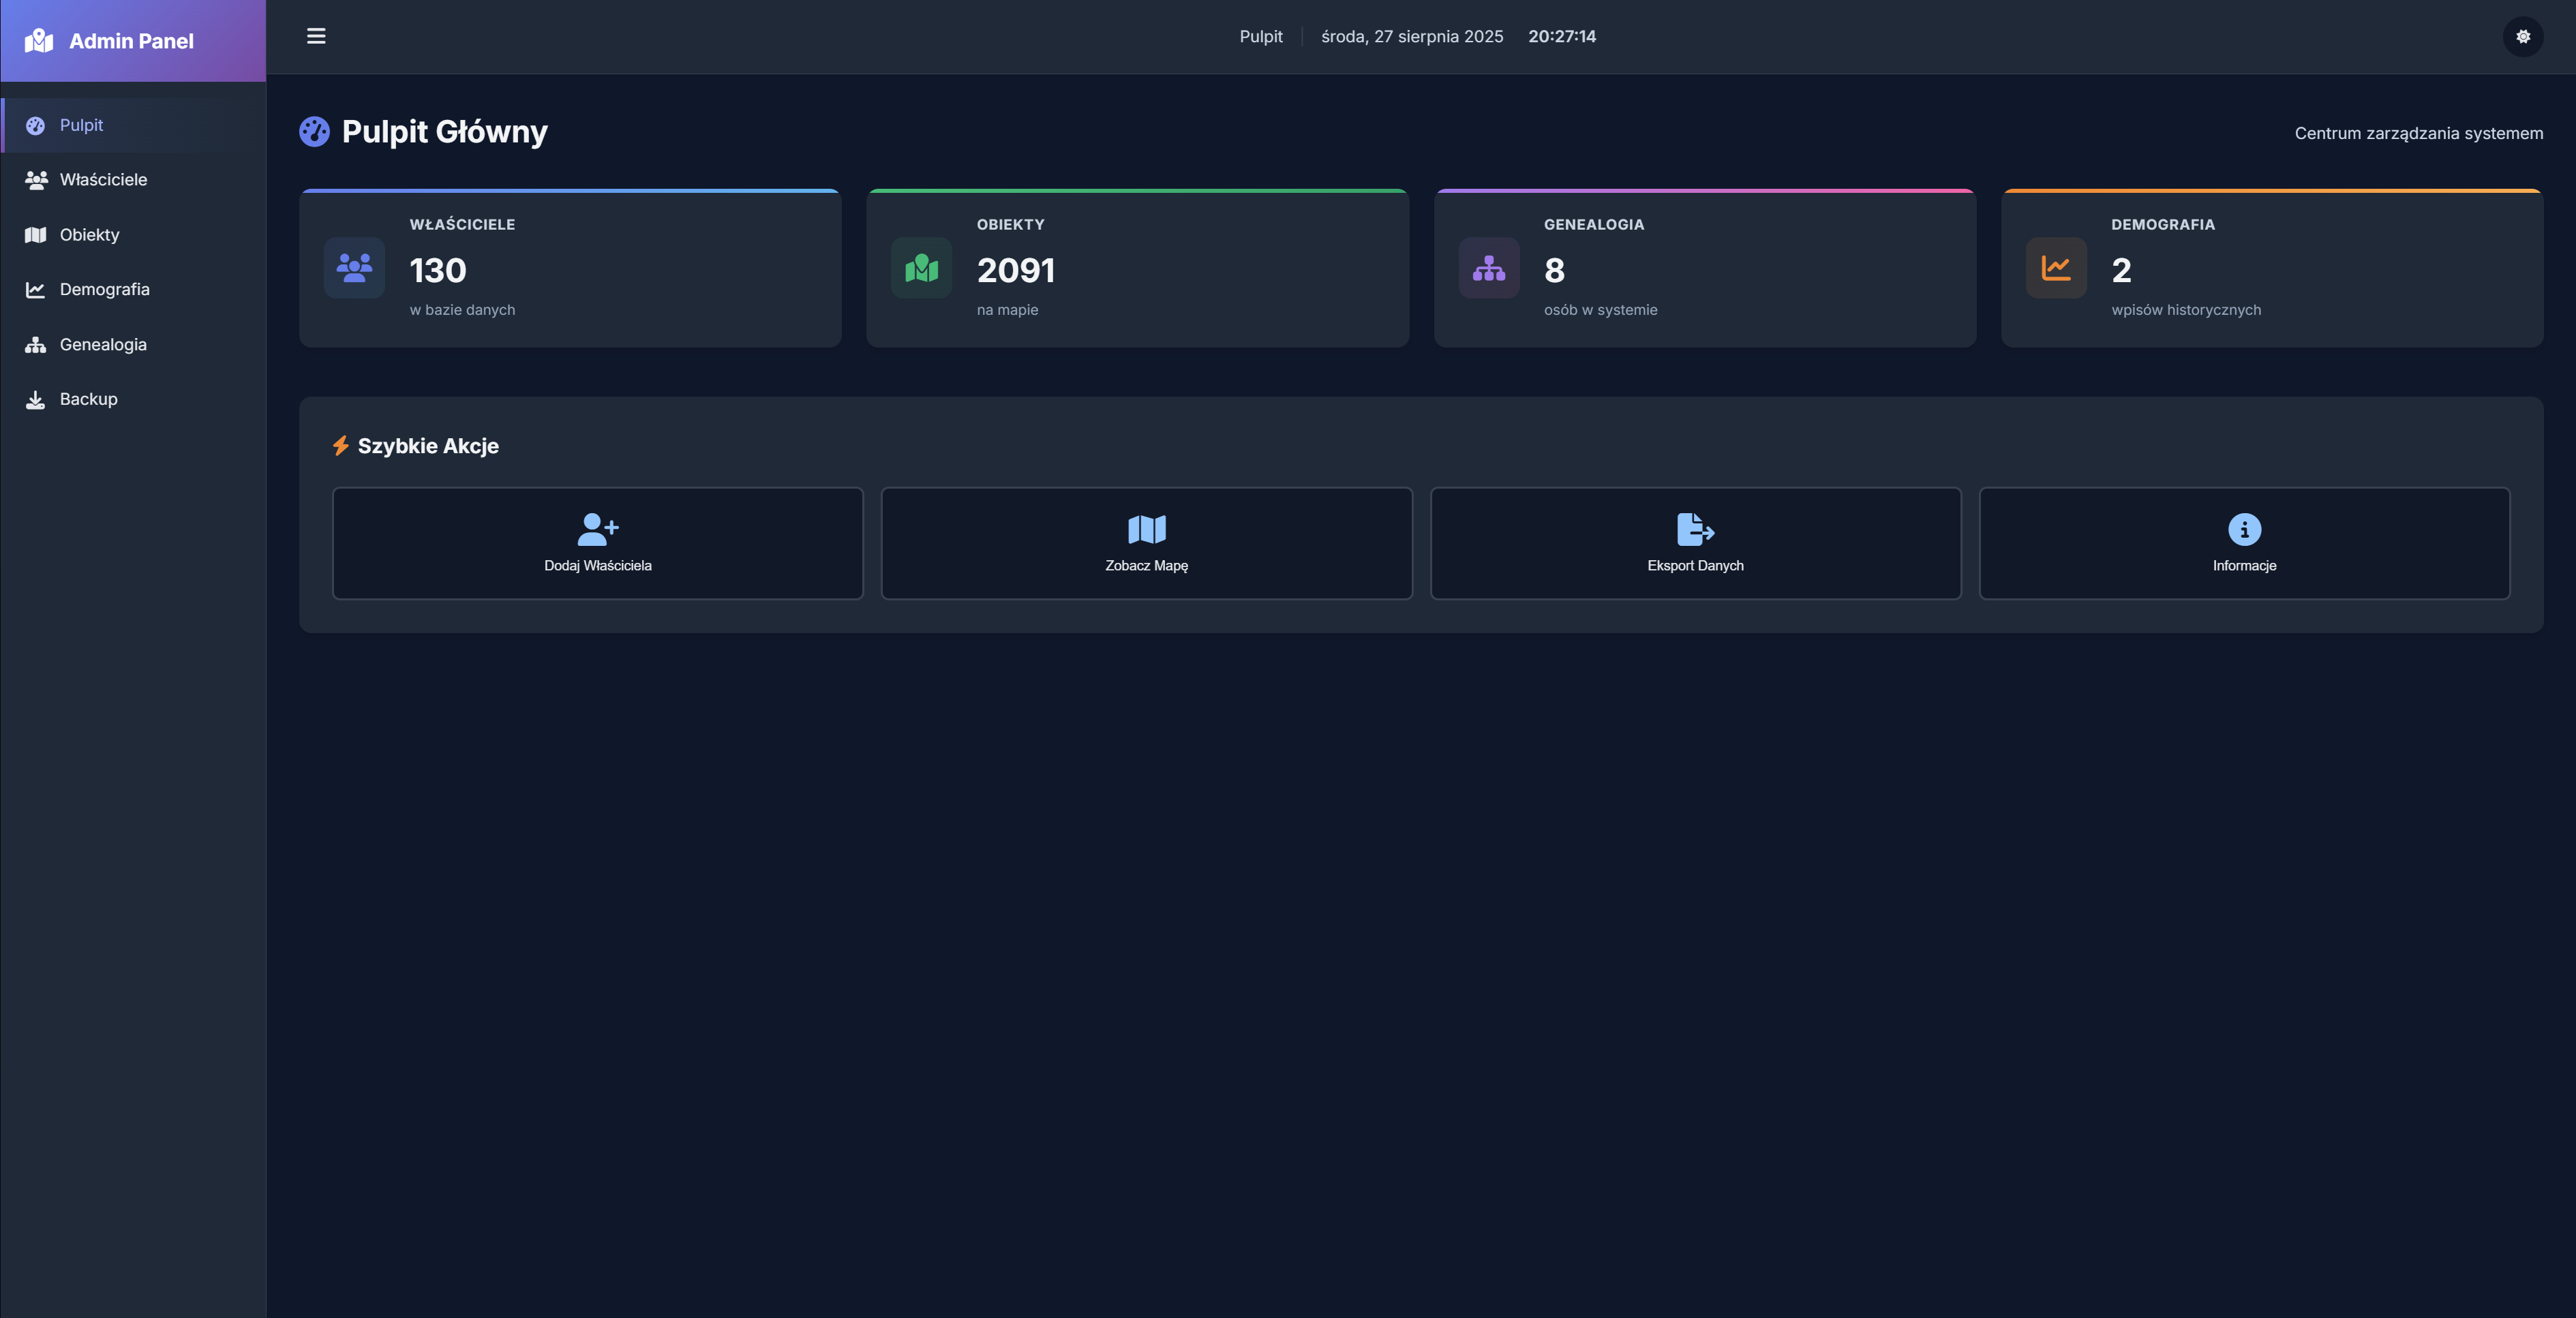 Admin Panel
Pulpit
środa, 27 sierpnia 2025
20:27:14
Pulpit
Właściciele
Obiekty
Demografia
Genealogia
Backup
Pulpit Główny
Centrum zarządzania systemem
WŁAŚCICIELE
130
w bazie danych
OBIEKTY
2091
na mapie
GENEALOGIA
8
osób w systemie
DEMOGRAFIA
2
wpisów historycznych
Szybkie Akcje
Dodaj Właściciela
Zobacz Mapę
Eksport Danych
Informacje